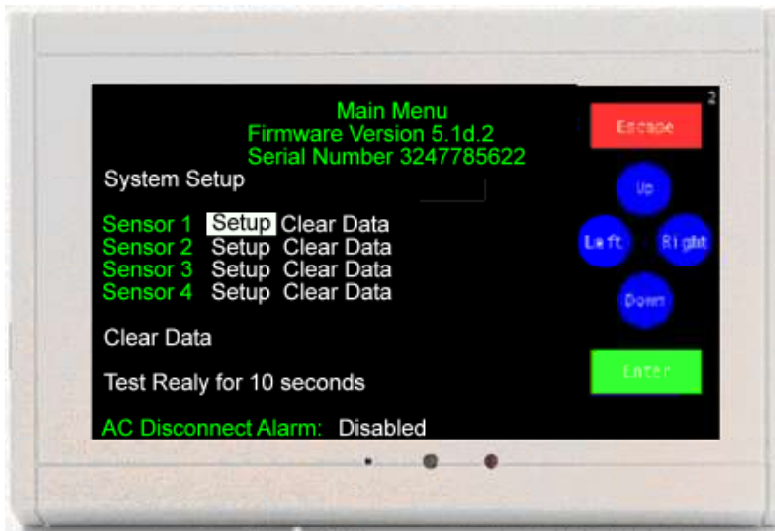 2
Main Menu
Firmware Version 5.1d.2
Serial Number 3247785622
System Setup
Sensor 1 Setup Clear Data
Sensor 2 Setup Clear Data
Sensor 3 Setup Clear Data
Sensor 4 Setup Clear Data
Clear Data
Test Realy for 10 seconds
AC Disconnect Alarm: Disabled
Escape
Up
Left Right
Down
Enter